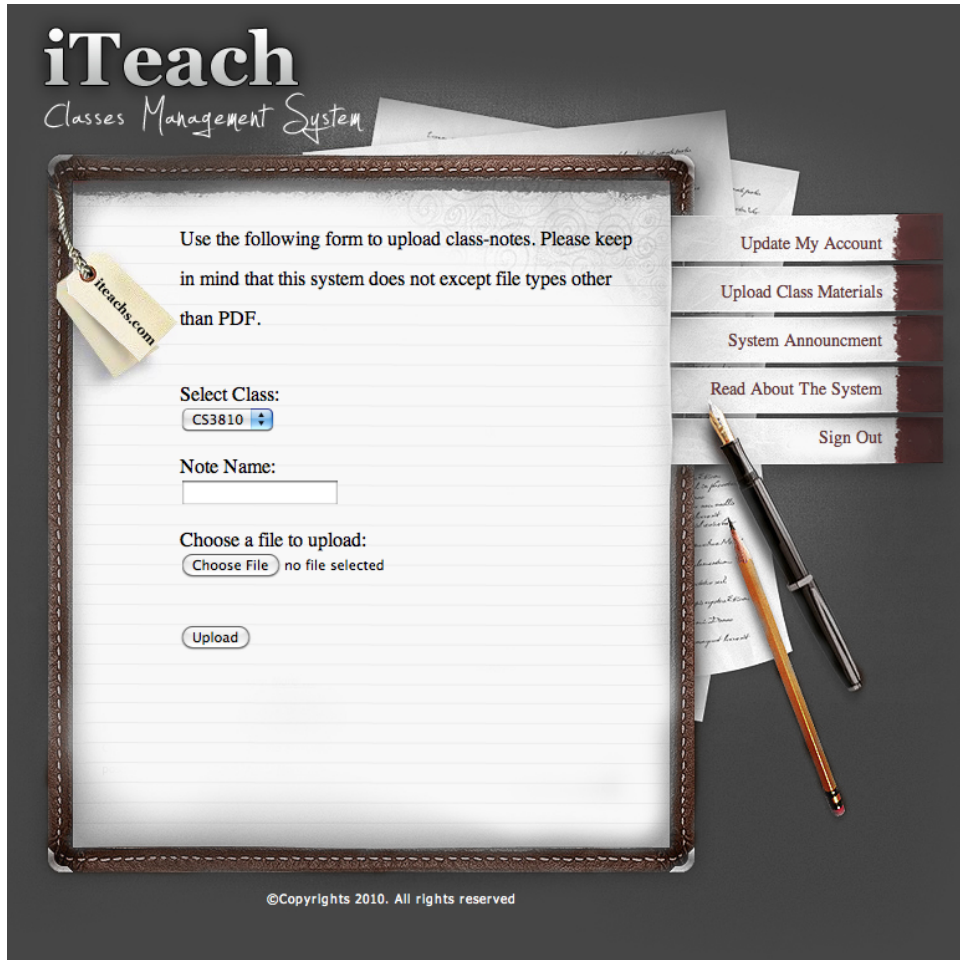 iTeach
Classes Management System
iteachs.com
Use the following form to upload class-notes. Please keep
in mind that this system does not except file types other
than PDF.
Select Class:
CS3810
Note Name:
Choose a file to upload:
Choose File no file selected
Upload
Update My Account
Upload Class Materials
System Announcment
Read About The System
Sign Out
©Copyrights 2010. All rights reserved